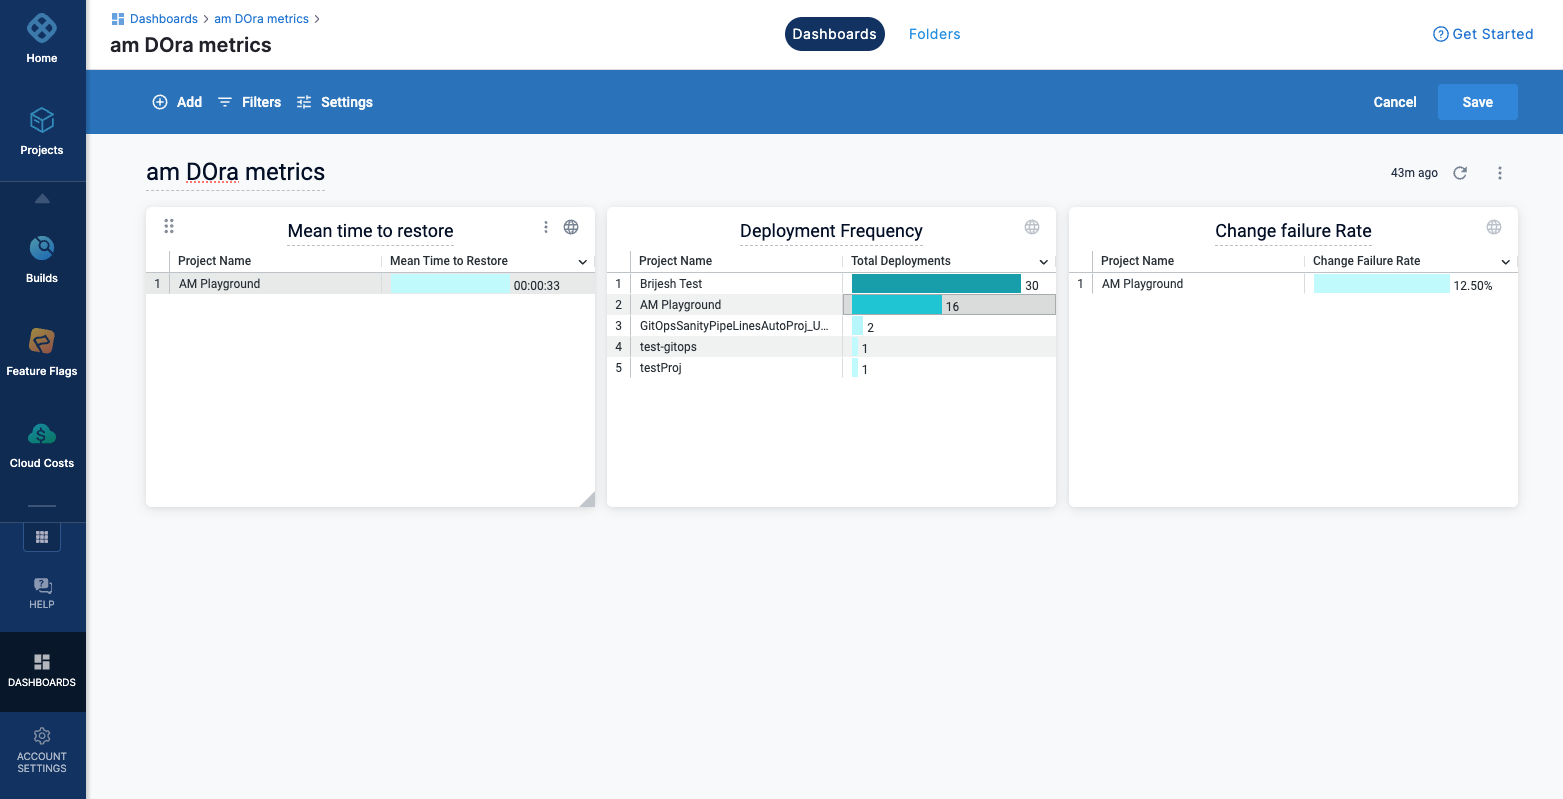 Home
Projects
Builds
Feature Flags
Cloud Costs
HELP
DASHBOARDS
ACCOUNT
SETTINGS
Dashboards > am DOra metrics >
am DOra metrics
Dashboards
Folders
Get Started
Add
Filters
Settings
Cancel
Save
am DOra metrics
43m ago
Mean time to restore
Project Name Mean Time to Restore
1 AM Playground 00:00:33
Deployment Frequency
Project Name Total Deployments
1 Brijesh Test 30
2 AM Playground 16
3 GitOpsSanityPipeLinesAutoProj_U... 2
4 test-gitops 1
5 testProj 1
Change failure Rate
Project Name Change Failure Rate
1 AM Playground 12.50%